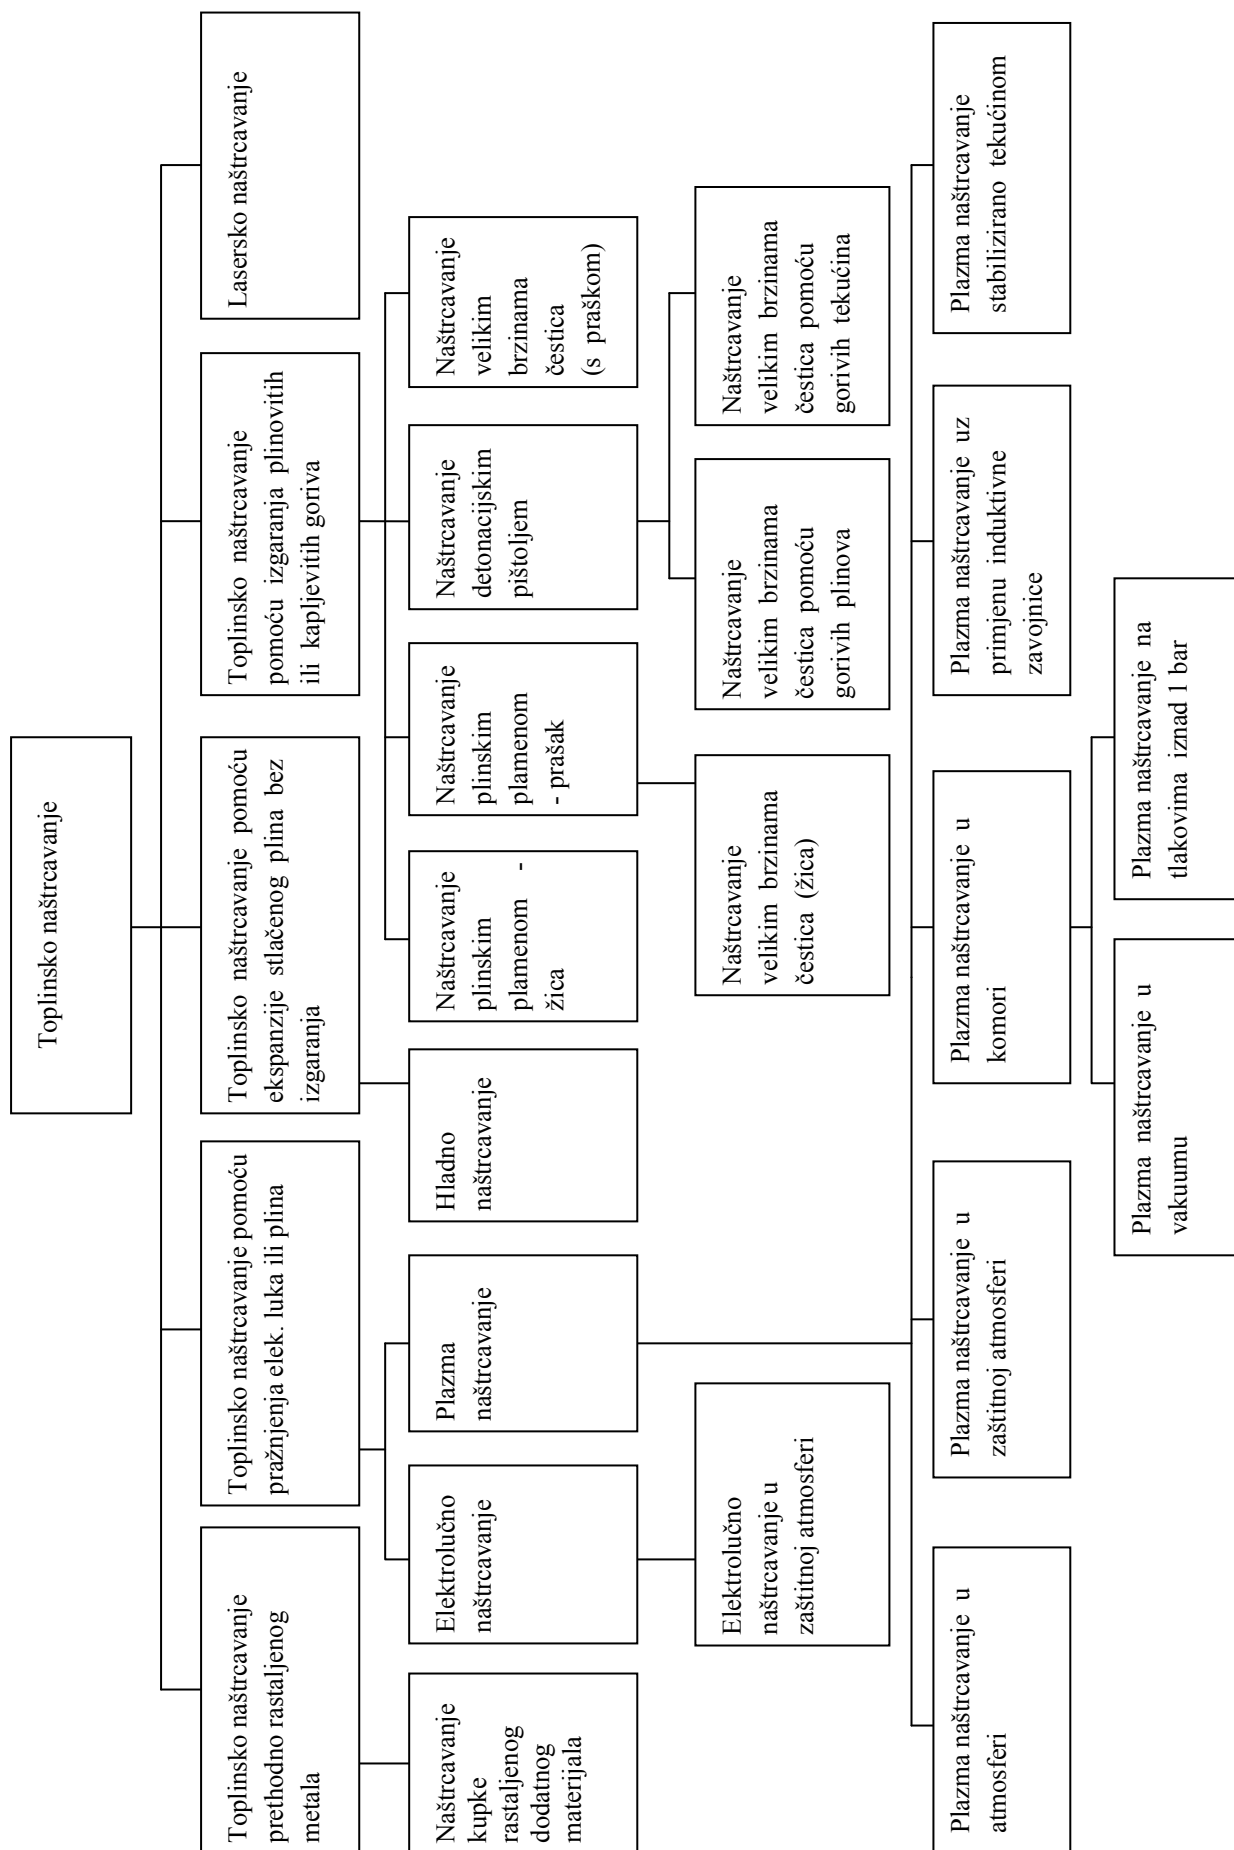 Toplinsko naštrcavanje
Toplinsko naštrcavanje
prethodno rastaljenog
metala
Toplinsko naštrcavanje pomoću
pražnjenja elek. luka ili plina
Toplinsko naštrcavanje pomoću
ekspanzije stlačenog plina bez
izgaranja
Toplinsko naštrcavanje
pomoću izgaranja plinovitih
ili kapljevitih goriva
Lasersko naštrcavanje
Naštrcavanje
kupke
rastaljenog
dodatnog
materijala
Elektrolučno
naštrcavanje
Plazma
naštrcavanje
Hladno
naštrcavanje
Naštrcavanje
plinskim
plamenom -
žica
Naštrcavanje
plinskim
plamenom
- prašak
Naštrcavanje
detonacijskim
pištoljem
Naštrcavanje
velikim
brzinama
čestica
(s praškom)
Elektrolučno
naštrcavanje u
zaštitnoj atmosferi
Naštrcavanje
velikim brzinama
čestica (žica)
Naštrcavanje
velikim brzinama
čestica pomoću
gorivih plinova
Naštrcavanje
velikim brzinama
čestica pomoću
gorivih tekućina
Plazma naštrcavanje u
atmosferi
Plazma naštrcavanje u
zaštitnoj atmosferi
Plazma naštrcavanje u
komori
Plazma naštrcavanje uz
primjenu induktivne
zavojnice
Plazma naštrcavanje
stabilizirano tekućinom
Plazma naštrcavanje u
vakuumu
Plazma naštrcavanje na
tlakovima iznad 1 bar